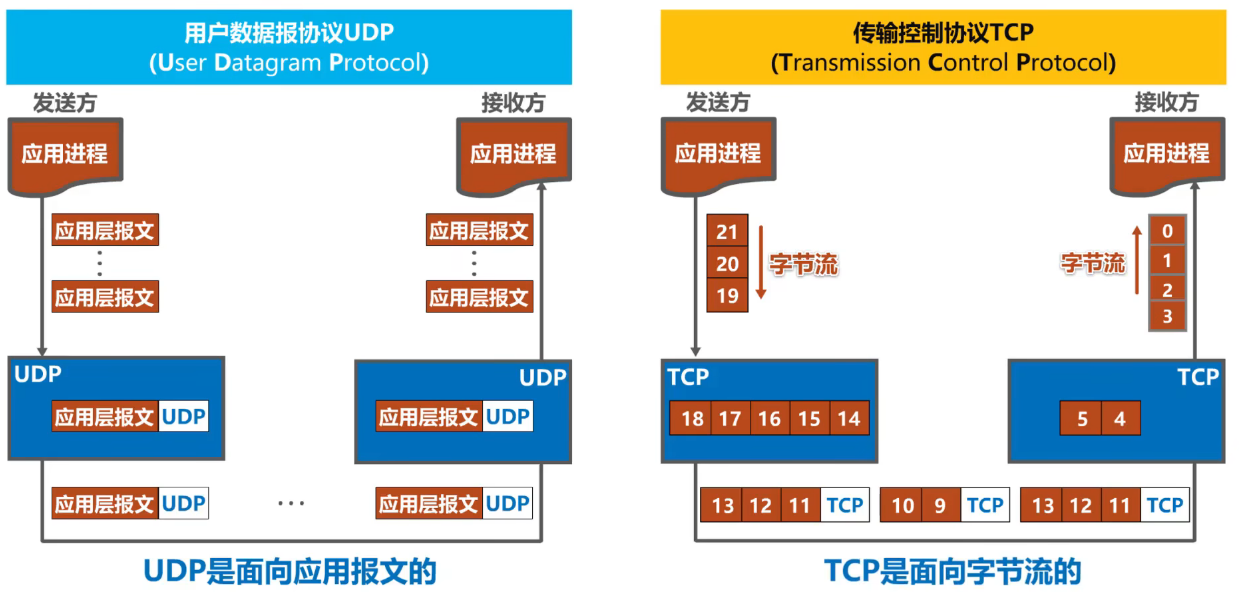 用户数据报协议UDP
(User Datagram Protocol)
发送方
接收方
应用进程
应用进程
应用层报文
应用层报文
应用层报文
应用层报文
UDP
UDP
应用层报文 UDP
应用层报文 UDP
应用层报文 UDP
...
应用层报文 UDP
UDP是面向应用报文的
传输控制协议TCP
(Transmission Control Protocol)
发送方
接收方
应用进程
应用进程
21
20
19
字节流
字节流
0
1
2
3
TCP
TCP
18 17 16 15 14
5 4
13 12 11 TCP
10 9 TCP
13 12 11 TCP
TCP是面向字节流的